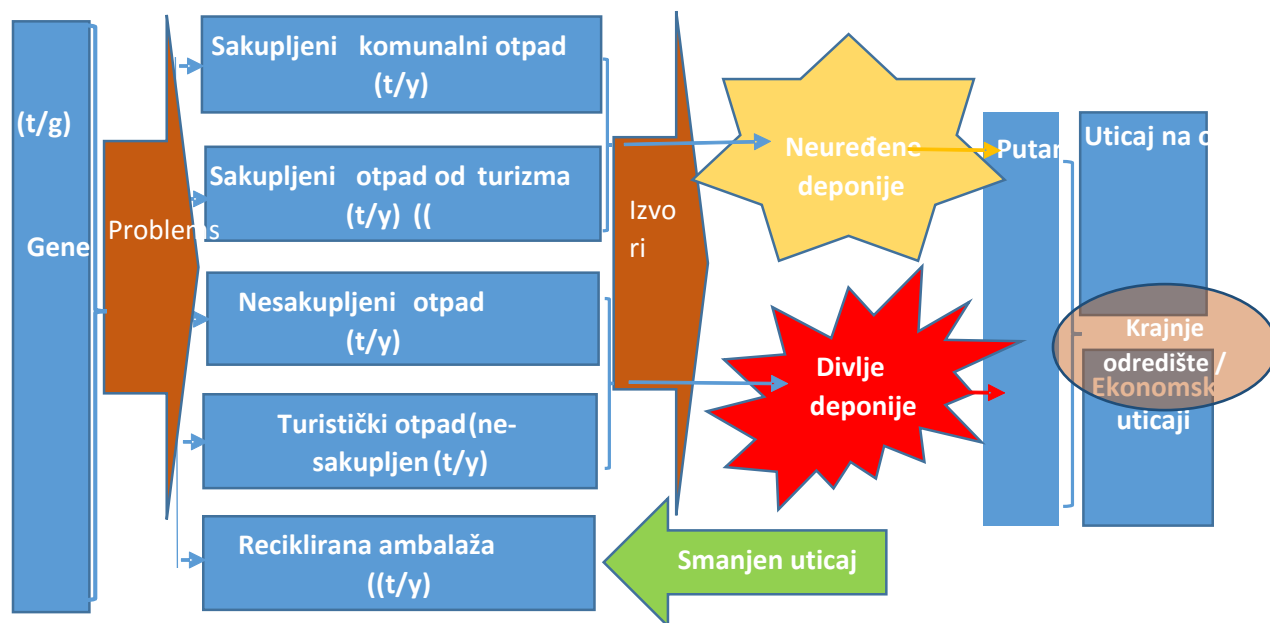 (t/g)
Gene
Problems
Sakupljeni komunalni otpad
(t/y)
Sakupljeni otpad od turizma
(t/y) ((
Nesakupljeni otpad
(t/y)
Turistički otpad (ne-
sakupljen (t/y)
Reciklirana ambalaža
((t/y)
Izvo
ri
Neuređene
deponije
Divlje
deponije
Smanjen uticaj
Putan
Uticaj na o
Krajnje
odredište /
Ekonomsk
uticaji